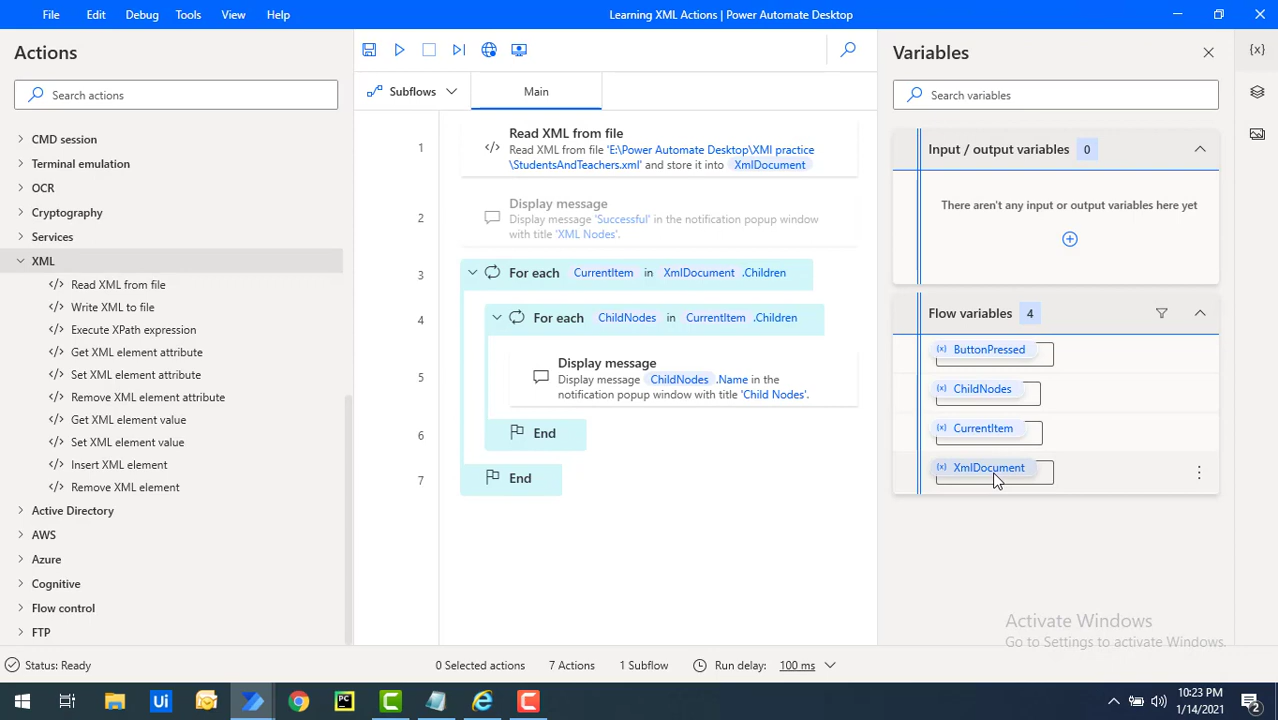 File Edit Debug Tools View Help
Learning XML Actions | Power Automate Desktop
Actions
Search actions
CMD session
Terminal emulation
OCR
Cryptography
Services
XML
Read XML from file
Write XML to file
Execute XPath expression
Get XML element attribute
Set XML element attribute
Remove XML element attribute
Get XML element value
Set XML element value
Insert XML element
Remove XML element
Active Directory
AWS
Azure
Cognitive
Flow control
FTP
Subflows
Main
1
Read XML from file
Read XML from file 'E:\Power Automate Desktop\XMl practice
\StudentsAndTeachers.xml' and store it into XmlDocument
2
Display message
Display message 'Successful' in the notification popup window
with title 'XML Nodes'.
3 For each CurrentItem in XmlDocument .Children
4 For each ChildNodes in CurrentItem .Children
5
Display message
Display message ChildNodes .Name in the
notification popup window with title 'Child Nodes'.
6 End
7 End
Variables
{x}
Search variables
Input / output variables 0
There aren't any input or output variables here yet
Flow variables 4
(x) ButtonPressed
(x) ChildNodes
(x) CurrentItem
(x) XmlDocument
Activate Windows
Go to Settings to activate Windows.
Status: Ready
0 Selected actions 7 Actions 1 Subflow Run delay: 100 ms
Ui
PC
C
C
10:23 PM
1/14/2021
2